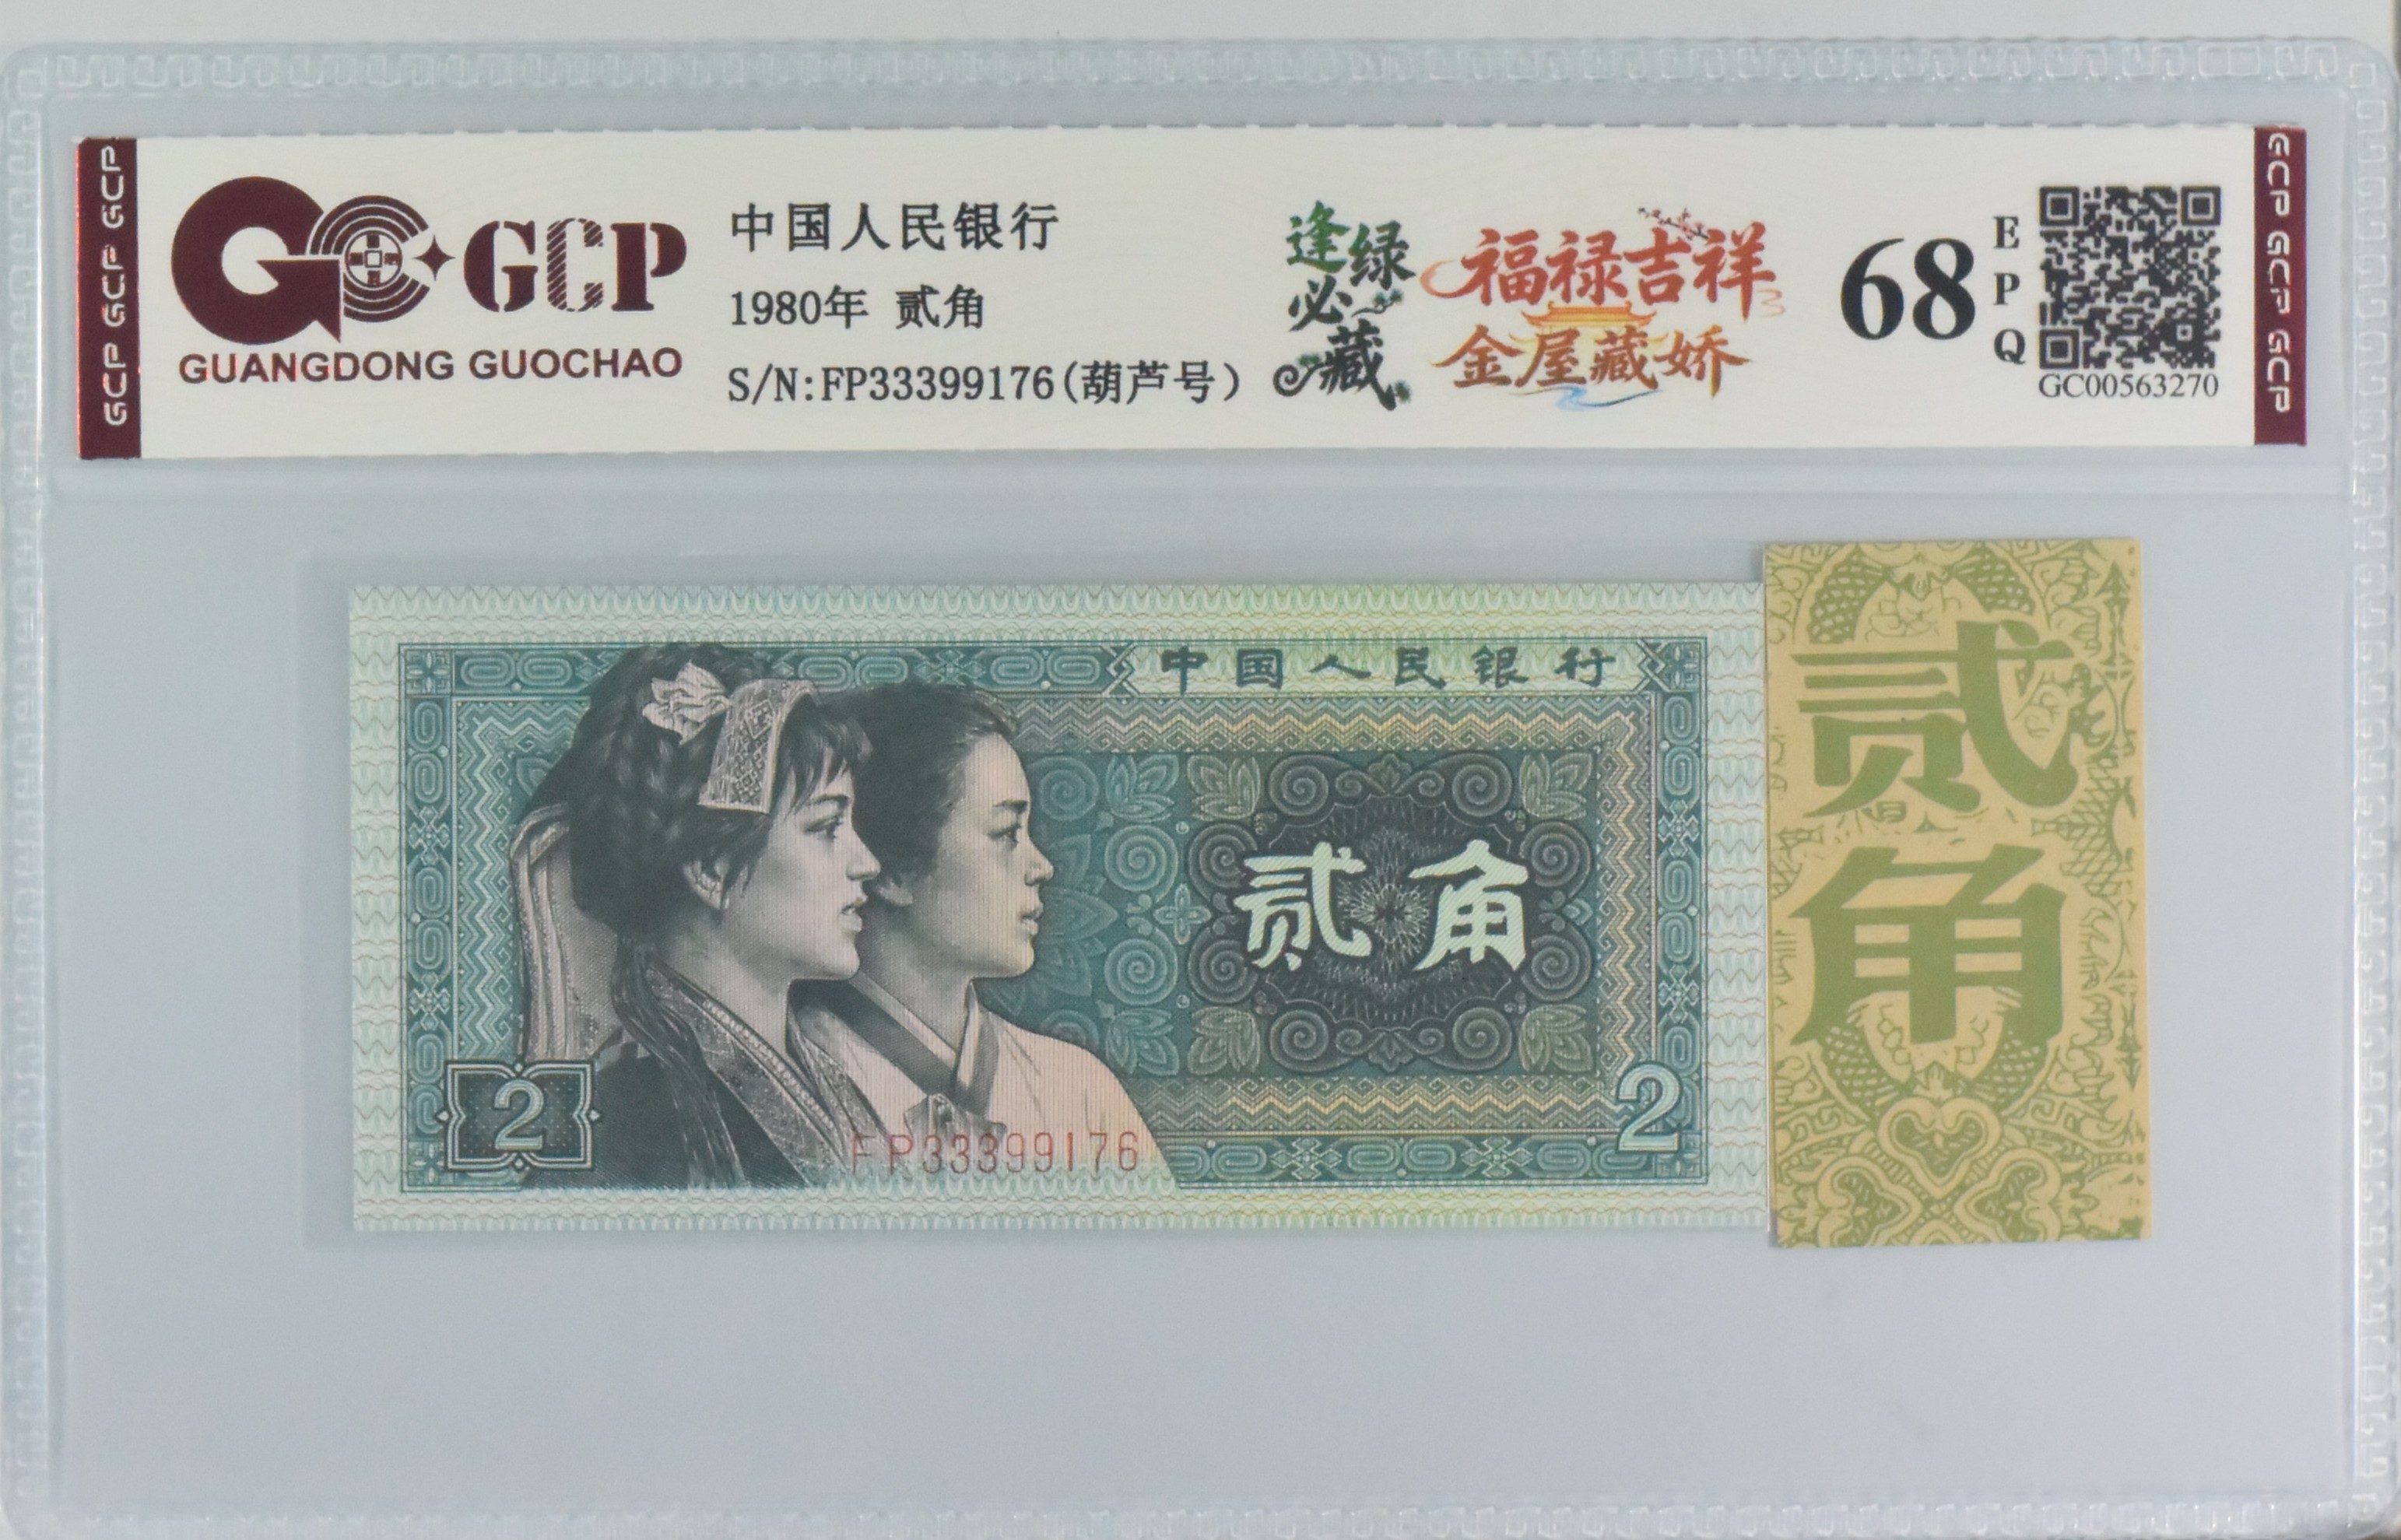 GCP GCP GCP
GCP
GUANGDONG GUOCHAO
中国人民银行
1980年 贰角
S/N:FP33399176(葫芦号)
逢绿
必藏
福禄吉祥
金屋藏娇
68
EPQ
GC00563270
GCP GCP GCP
中国人民银行
贰角
2
2
FP33399176
贰角